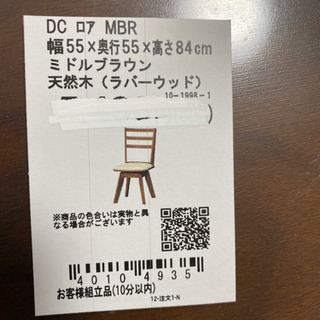 DC ロア MBR
幅55×奥行55×高さ84cm
ミドルブラウン
天然木(ラバーウッド)
10-1998-1
※商品の色合いは実物と異
なる場合がございます
4010 4935
お客様組立品(10分以内)
12-注文1-N